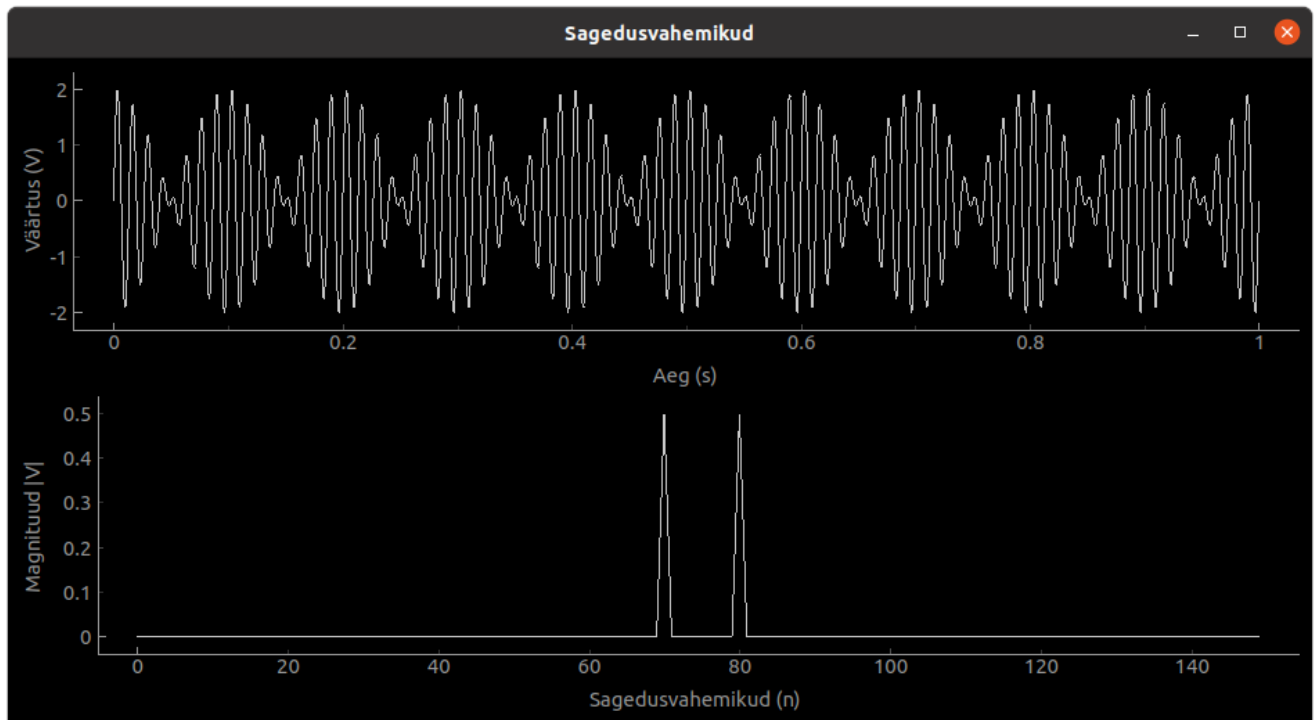 Sagedusvahemikud
2
1
0
-1
-2
Väärtus (V)
0 0.2 0.4 0.6 0.8 1
Aeg (s)
0.5
0.4
0.3
0.2
0.1
0
Magnituud |V|
0 20 40 60 80 100 120 140
Sagedusvahemikud (n)